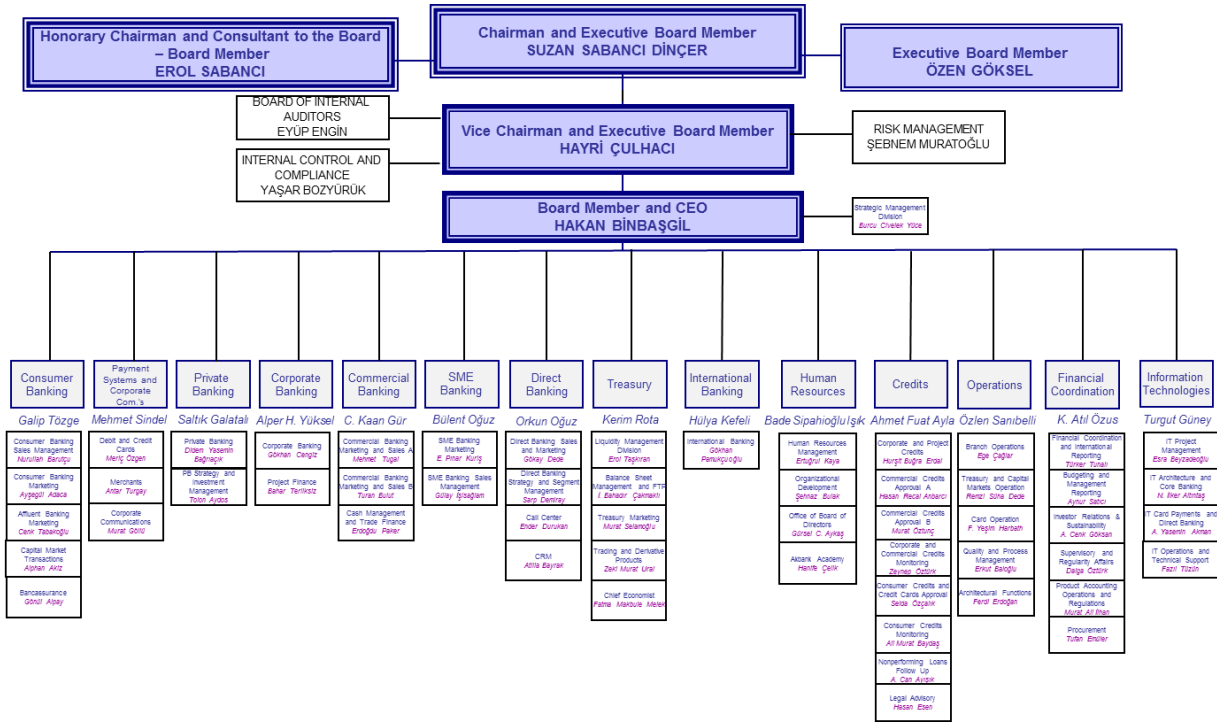 Honorary Chairman and Consultant to the Board
– Board Member
EROL SABANCI
Chairman and Executive Board Member
SUZAN SABANCI DİNÇER
Executive Board Member
ÖZEN GÖKSEL
BOARD OF INTERNAL
AUDITORS
EYÜP ENGİN
Vice Chairman and Executive Board Member
HAYRİ ÇULHACI
RISK MANAGEMENT
ŞEBNEM MURATOĞLU
INTERNAL CONTROL AND
COMPLIANCE
YAŞAR BOZYÜRÜK
Board Member and CEO
HAKAN BİNBAŞGİL
Strategic Management
Division
Burcu Civelek Yüce
Consumer
Banking
Galip Tözge
Consumer Banking
Sales Management
Nurullah Barutçu
Consumer Banking
Marketing
Ayşegül Adaca
Affluent Banking
Marketing
Cenk Tabakoğlu
Capital Market
Transactions
Alphan Akız
Bancassurance
Gönül Alpay
Payment
Systems and
Corporate
Com.'s
Mehmet Sindel
Debit and Credit
Cards
Meriç Özgen
Merchants
Antar Turgay
Corporate
Communications
Murat Göllü
Private
Banking
Saltık Galatalı
Private Banking
Didem Yasemin
Bağrıaçık
PB Strategy and
Investment
Management
Tolon Aydos
Corporate
Banking
Alper H. Yüksel
Corporate Banking
Gökhan Cengiz
Project Finance
Bahar Terliksiz
Commercial
Banking
C. Kaan Gür
Commercial Banking
Marketing and Sales A
Mehmet Tugal
Commercial Banking
Marketing and Sales B
Turan Bulut
Cash Management
and Trade Finance
Erdoğdu Paker
SME
Banking
Bülent Oğuz
SME Banking
Marketing
E. Pınar Kuriş
SME Banking Sales
Management
Gülay İşisağlam
Direct
Banking
Orkun Oğuz
Direct Banking Sales
and Marketing
Gökay Dede
Direct Banking
Strategy and Segment
Management
Sarp Demiray
Call Center
Ender Durukan
CRM
Atilla Bayrak
Treasury
Kerim Rota
Liquidity Management
Division
Erol Taşkıran
Balance Sheet
Management and FTP
İ. Bahadır Çakmaklı
Treasury Marketing
Murat Selamoğlu
Trading and Derivative
Products
Zeki Murat Ural
Chief Economist
Fatma Makbule Melek
International
Banking
Hülya Kefeli
International Banking
Gökhan
Pamukçuoğlu
Human
Resources
Bade Sipahioğlu Işık
Human Resources
Management
Ertuğrul Kaya
Organizational
Development
Şehnaz Bulak
Office of Board of
Directors
Gürsel C. Aykaş
Akbank Academy
Hanife Çelik
Credits
Ahmet Fuat Ayla
Corporate and Project
Credits
Hurşit Buğra Erdal
Commercial Credits
Approval A
Hasan Recai Anbarcı
Commercial Credits
Approval B
Murat Öztunç
Corporate and
Commercial Credits
Monitoring
Zeynep Öztürk
Consumer Credits and
Credit Cards Approval
Selda Özçalık
Consumer Credits
Monitoring
Ali Murat Baydaş
Nonperforming Loans
Follow Up
A. Can Ayışık
Legal Advisory
Hasan Esen
Operations
Özlen Sanıbelli
Branch Operations
Ege Çağlar
Treasury and Capital
Markets Operation
Remzi Süha Dede
Card Operation
F. Yeşim Harbath
Quality and Process
Management
Erkut Baloğlu
Architectural Functions
Ferdi Erdoğan
Financial
Coordination
K. Atıl Özus
Financial Coordination
and International
Reporting
Türker Tunalı
Budgeting and
Management
Reporting
Aynur Satıcı
Investor Relations &
Sustainability
A. Cenk Göksan
Supervisory and
Regularity Affairs
Dalga Öztürk
Product Accounting
Operations and
Regulations
Murat Ali İlhan
Procurement
Tufan Emüler
Information
Technologies
Turgut Güney
IT Project
Management
Esra Beyzadeoğlu
IT Architecture and
Core Banking
N. İlker Altıntaş
IT Card Payments and
Direct Banking
A. Yasemin Akman
IT Operations and
Technical Support
Fazıl Tüzün